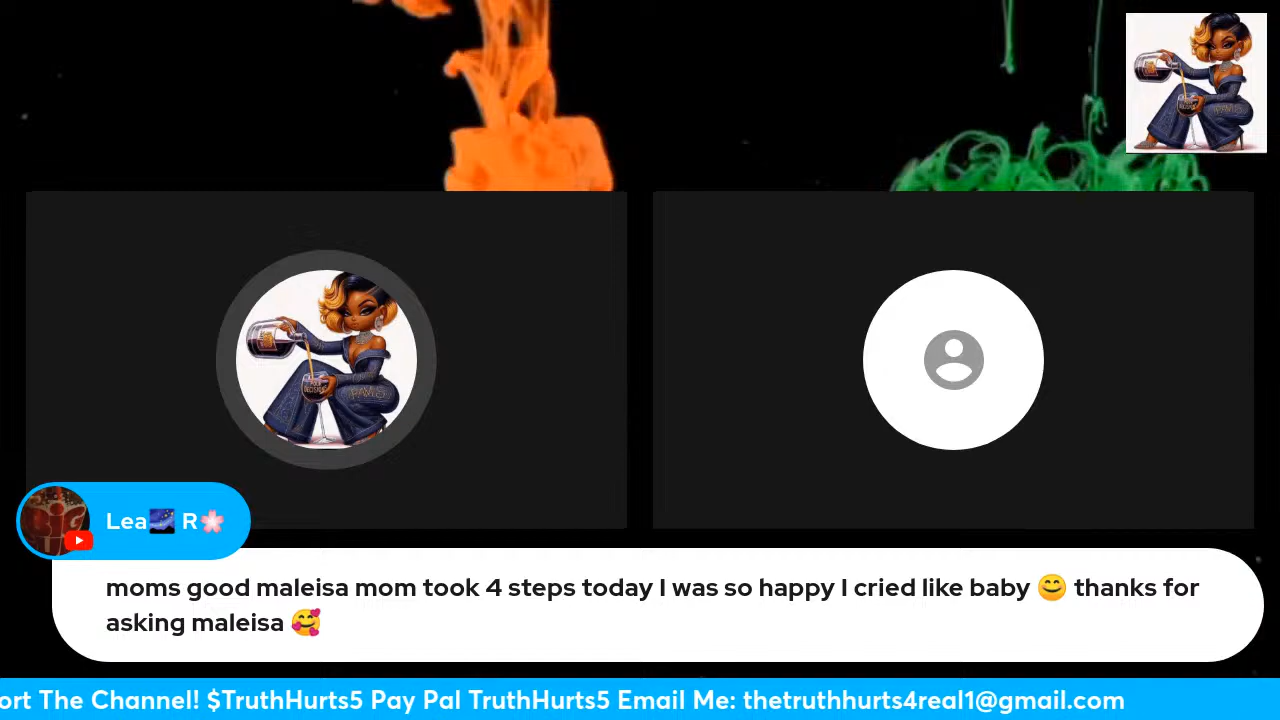 Lea🌌 R🌸
moms good maleisa mom took 4 steps today I was so happy I cried like baby 😊 thanks for
asking maleisa 🥰
ort The Channel! $TruthHurts5 Pay Pal TruthHurts5 Email Me: thetruthhurts4real1@gmail.com